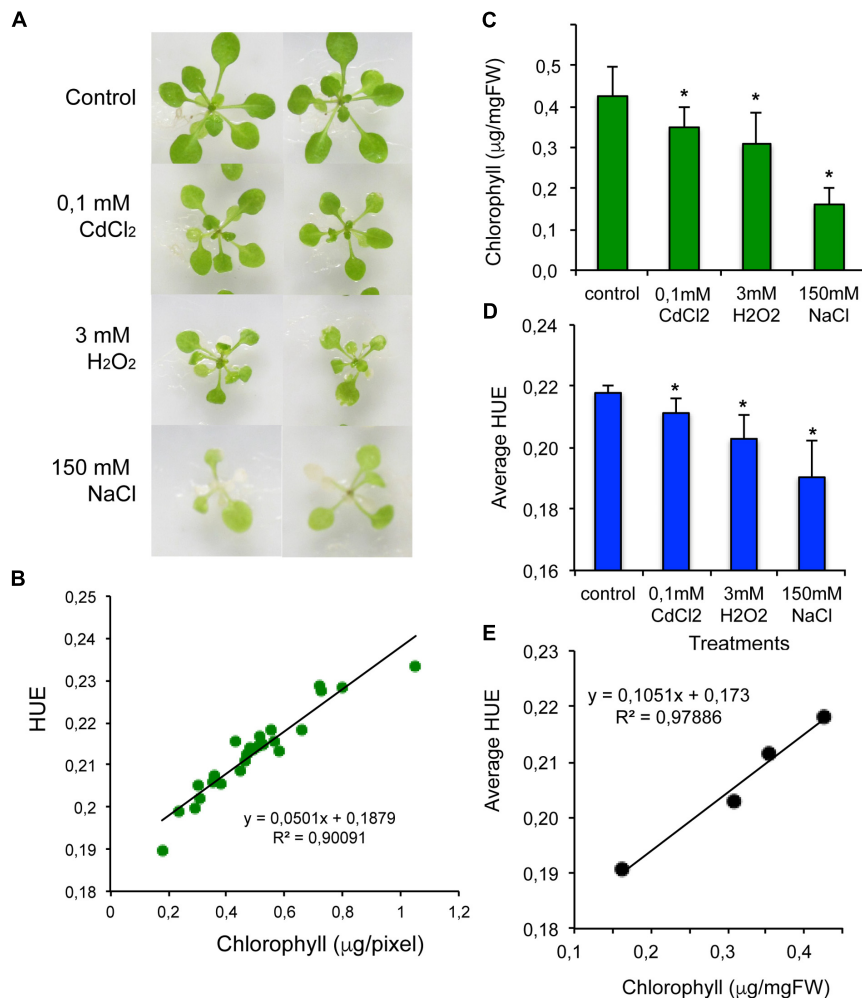 A
Control
0,1 mM
CdCl2
3 mM
H2O2
150 mM
NaCl
B
0,25
0,24
0,23
0,22
0,21
0,2
0,19
0,18
HUE
y = 0,0501x + 0,1879
R² = 0,90091
0 0,2 0,4 0,6 0,8 1 1,2
Chlorophyll (µg/pixel)
C
Chlorophyll (µg/mgFW)
0,5
0,4
0,3
0,2
0,1
0,0
* * *
control 0,1mM 3mM 150mM
CdCl2 H2O2 NaCl
D
Average HUE
0,24
0,22
0,20
0,18
0,16
* * *
control 0,1mM 3mM 150mM
CdCl2 H2O2 NaCl
Treatments
E
Average HUE
0,23
0,22
0,21
0,20
0,19
0,18
y = 0,1051x + 0,173
R² = 0,97886
0,1 0,2 0,3 0,4
Chlorophyll (µg/mgFW)